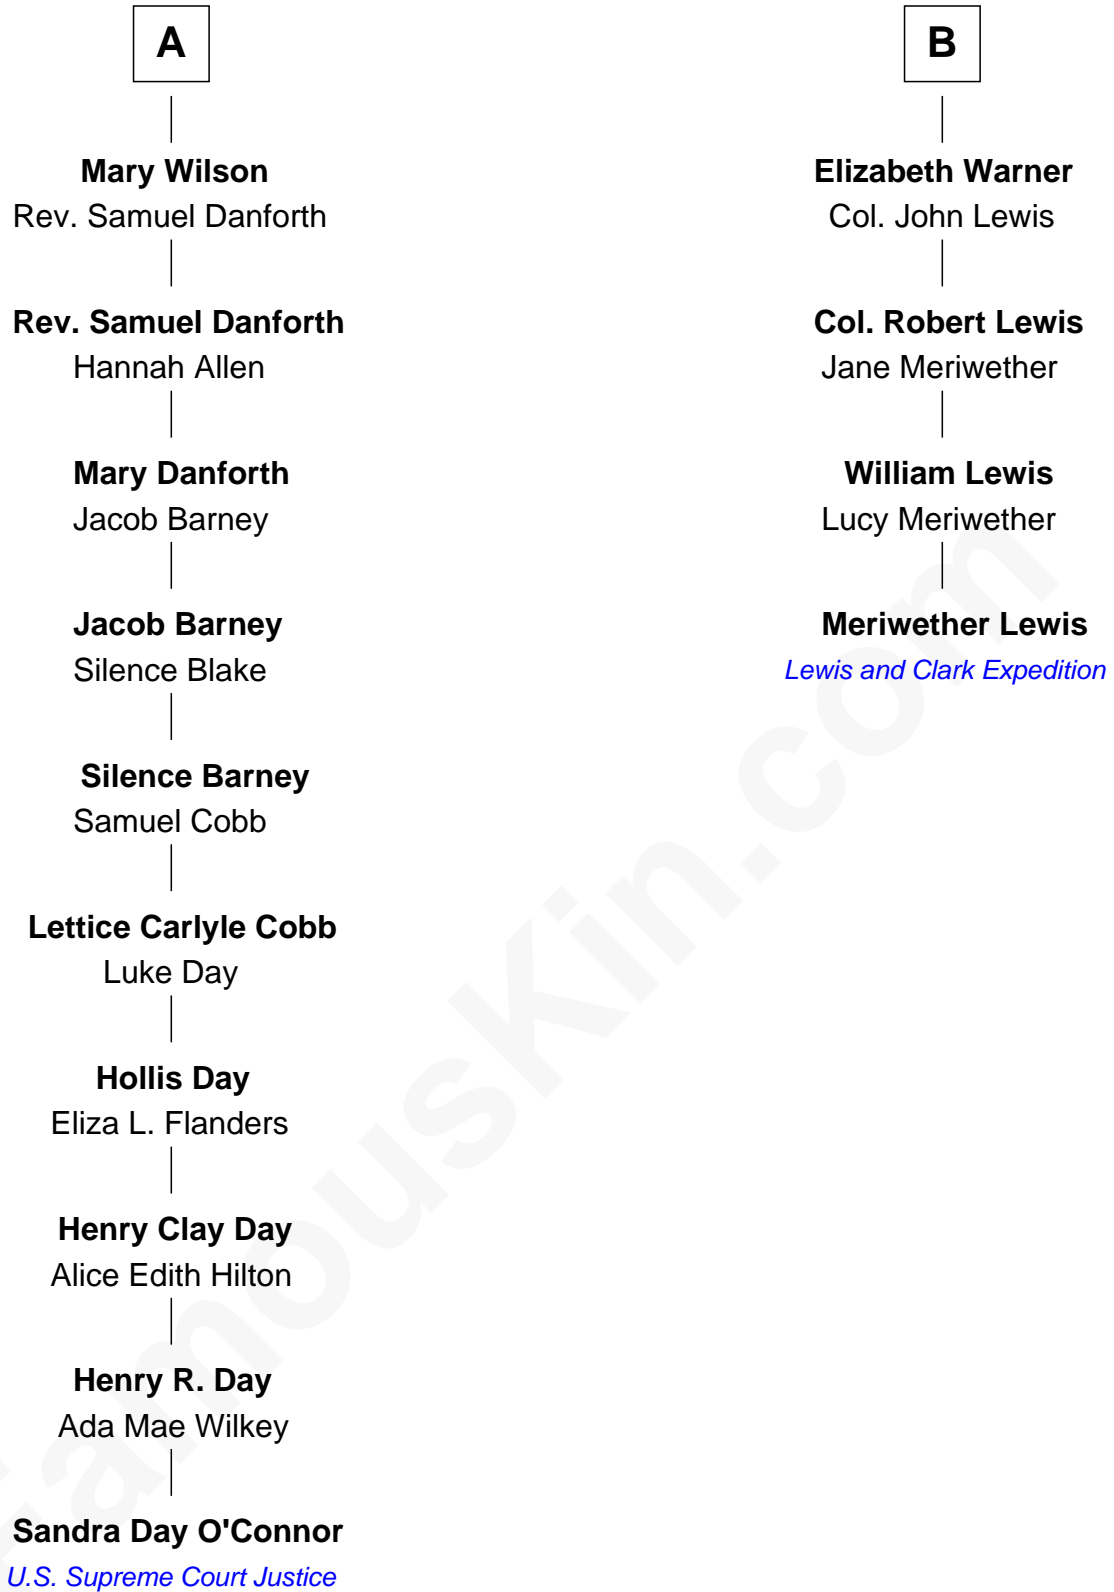 A
Mary Wilson
Rev. Samuel Danforth
Rev. Samuel Danforth
Hannah Allen
Mary Danforth
Jacob Barney
Jacob Barney
Silence Blake
Silence Barney
Samuel Cobb
Lettice Carlyle Cobb
Luke Day
Hollis Day
Eliza L. Flanders
Henry Clay Day
Alice Edith Hilton
Henry R. Day
Ada Mae Wilkey
Sandra Day O'Connor
U.S. Supreme Court Justice
B
Elizabeth Warner
Col. John Lewis
Col. Robert Lewis
Jane Meriwether
William Lewis
Lucy Meriwether
Meriwether Lewis
Lewis and Clark Expedition
FamousKin.com